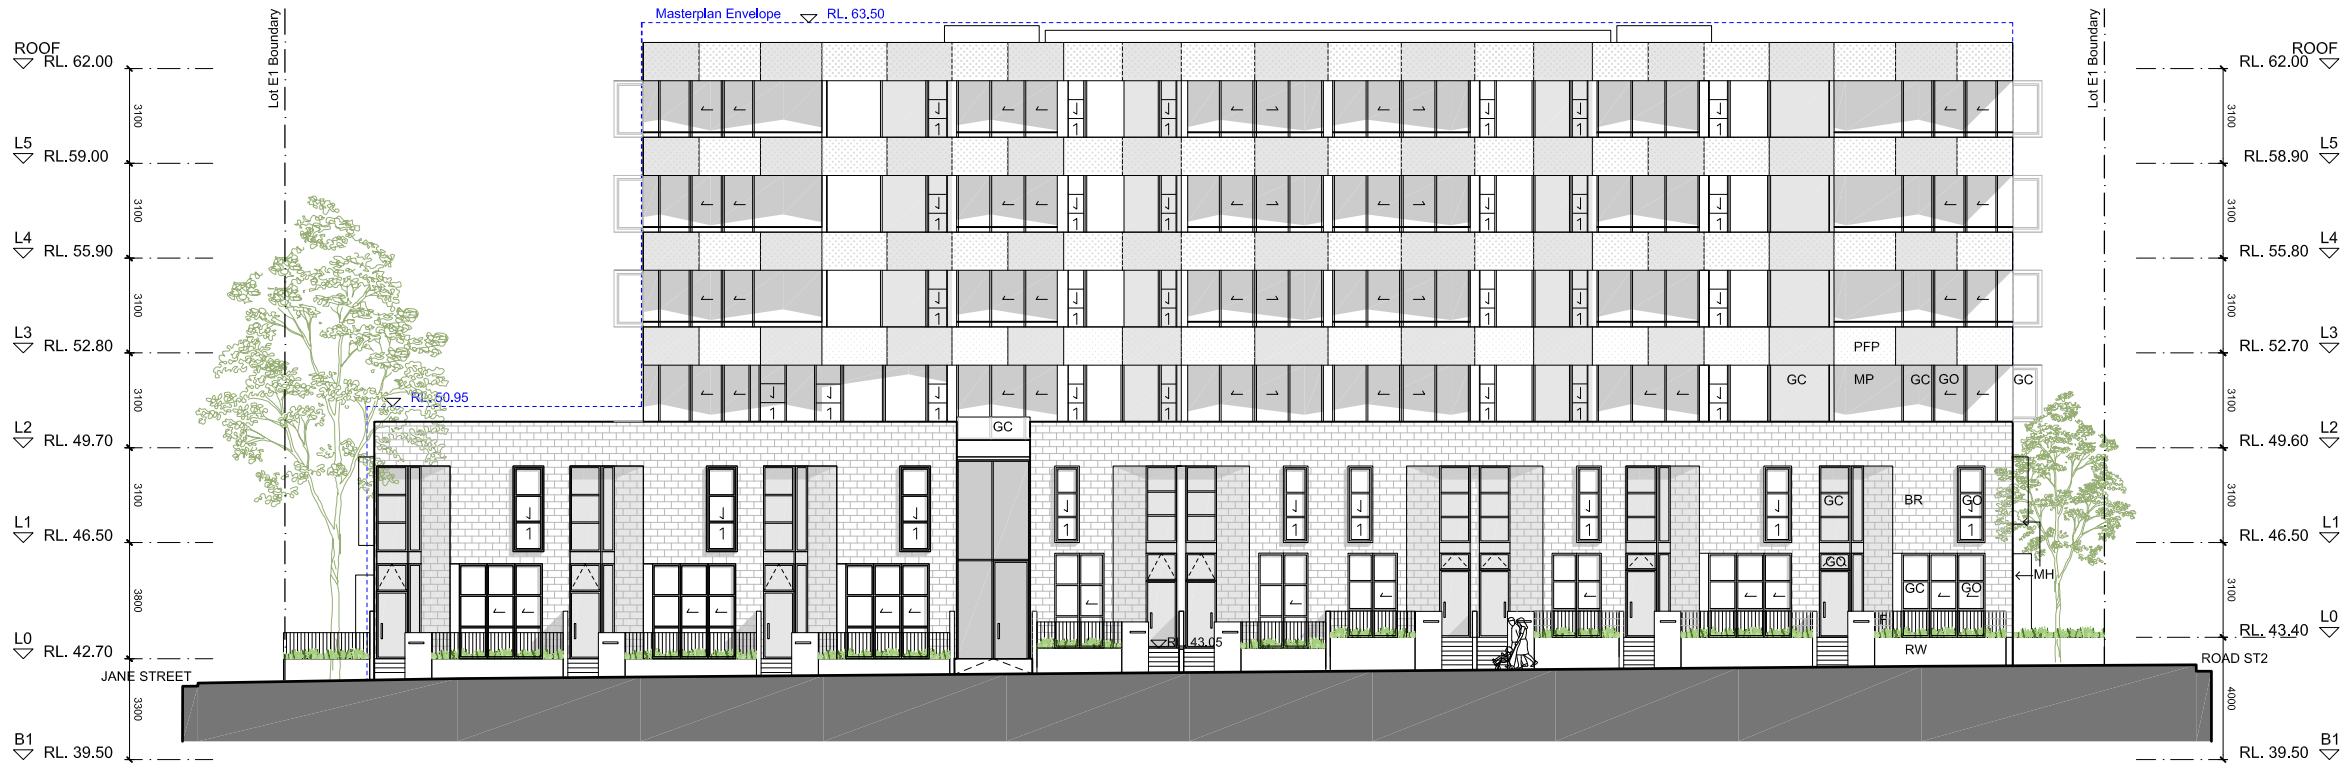 Masterplan Envelope RL. 63.50
Lot E1 Boundary
Lot E1 Boundary
ROOF
RL. 62.00
3100
L5
RL.59.00
3100
L4
RL. 55.90
3100
L3
RL. 52.80
3100
L2
RL. 49.70
3100
L1
RL. 46.50
3800
L0
RL. 42.70
JANE STREET
3300
B1
RL. 39.50
RL. 50.95
GC
PFP
GC MP GC GO GC
GC BR GO
GO
GC GO
MH
F
RW
RL. 43.05
ROOF
RL. 62.00
3100
L5
RL.58.90
3100
L4
RL. 55.80
3100
L3
RL. 52.70
3100
L2
RL. 49.60
3100
L1
RL. 46.50
3100
L0
RL. 43.40
ROAD ST2
4000
B1
RL. 39.50